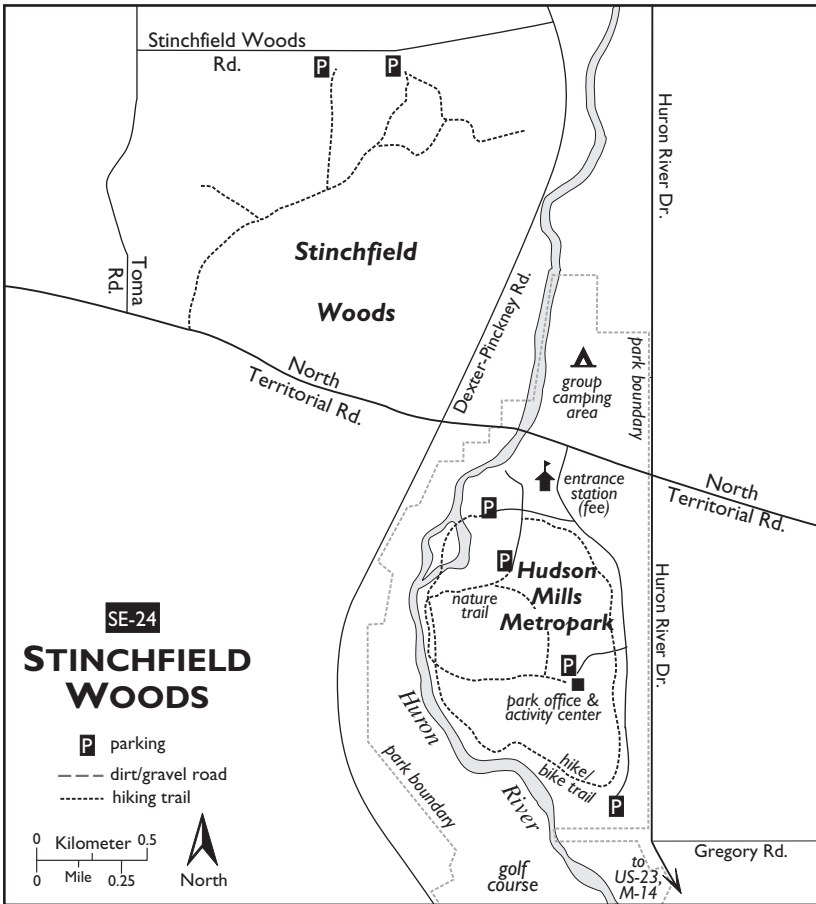 Stinchfield Woods
Rd.
P
P
Huron River Dr.
Toma
Rd.
Stinchfield
Woods
Dexter-Pinckney Rd.
North
Territorial Rd.
group
camping
area
park boundary
entrance
station
(fee)
North
Territorial Rd.
P
P
Hudson
Mills
Metropark
nature
trail
Huron River Dr.
P
park office &
activity center
Huron
River
park boundary
hike/
bike trail
P
Gregory Rd.
golf
course
to
US-23,
M-14
SE-24
STINCHFIELD
WOODS
P parking
dirt/gravel road
hiking trail
0 Kilometer 0.5
0 Mile 0.25
North